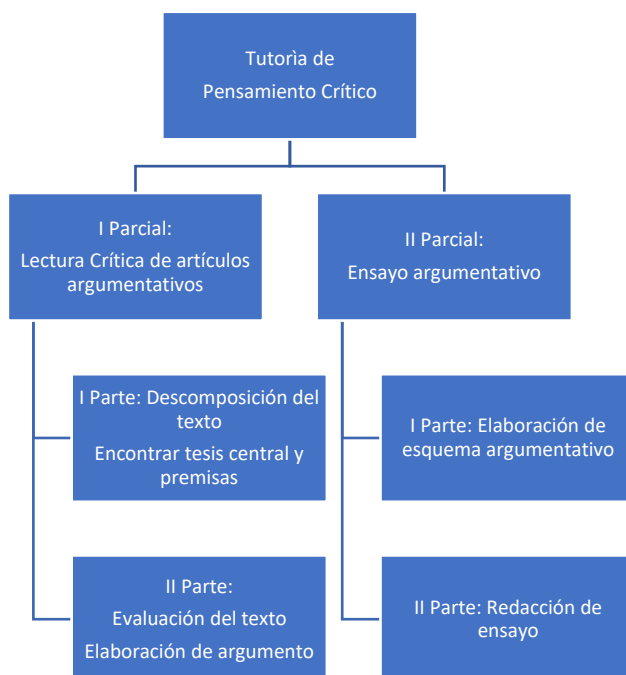 Tutorìa de
Pensamiento Crítico
I Parcial:
Lectura Crítica de artículos
argumentativos
II Parcial:
Ensayo argumentativo
I Parte: Descomposición del
texto
Encontrar tesis central y
premisas
I Parte: Elaboración de
esquema argumentativo
II Parte:
Evaluación del texto
Elaboración de argumento
II Parte: Redacción de
ensayo